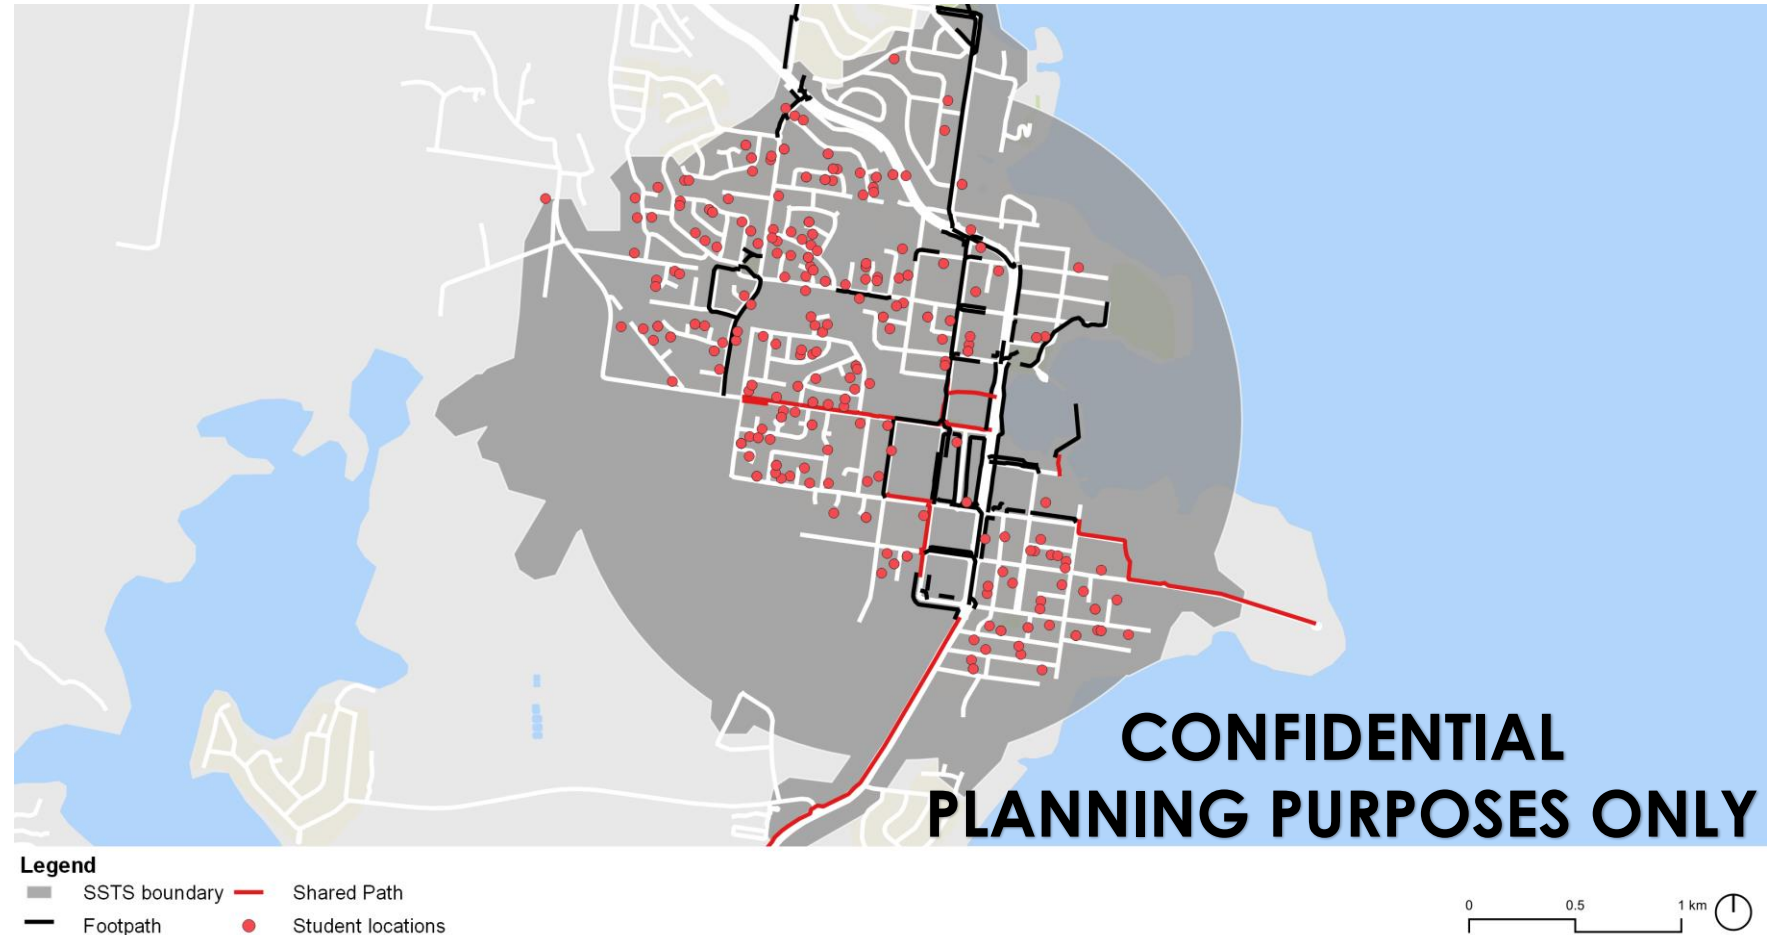 CONFIDENTIAL
PLANNING PURPOSES ONLY
Legend
SSTS boundary
Shared Path
Footpath
Student locations
0 0.5 1 km